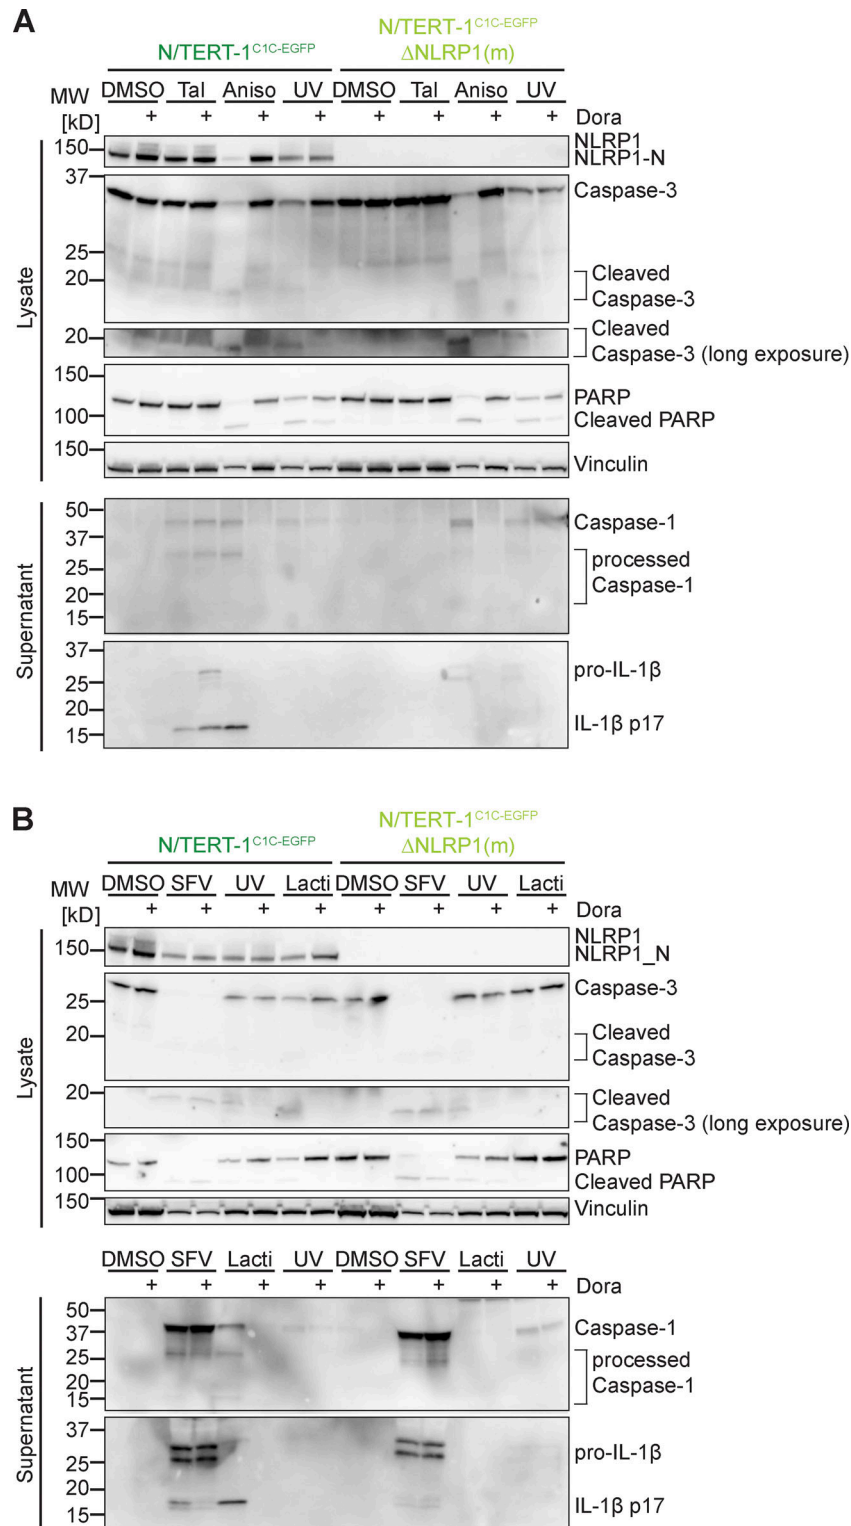 A
N/TERT-1C1C-EGFP
N/TERT-1C1C-EGFP
ΔNLRP1(m)
MW
[kD]
DMSO Tal Aniso UV DMSO Tal Aniso UV
+ + + + + + + + Dora
Lysate
150
NLRP1
NLRP1-N
37
Caspase-3
25
20
Cleaved
Caspase-3
20
Cleaved
Caspase-3 (long exposure)
150
PARP
100
Cleaved PARP
150
Vinculin
Supernatant
50
Caspase-1
37
25
processed
Caspase-1
20
15
37
pro-IL-1β
25
20
IL-1β p17
15
B
N/TERT-1C1C-EGFP
N/TERT-1C1C-EGFP
ΔNLRP1(m)
MW
[kD]
DMSO SFV UV Lacti DMSO SFV UV Lacti
+ + + + + + + + Dora
Lysate
150
NLRP1
NLRP1_N
Caspase-3
25
20
Cleaved
Caspase-3
20
Cleaved
Caspase-3 (long exposure)
150
PARP
100
Cleaved PARP
150
Vinculin
DMSO SFV Lacti UV DMSO SFV Lacti UV
+ + + + + + + + Dora
Supernatant
50
Caspase-1
37
25
processed
Caspase-1
20
15
37
pro-IL-1β
25
20
IL-1β p17
15